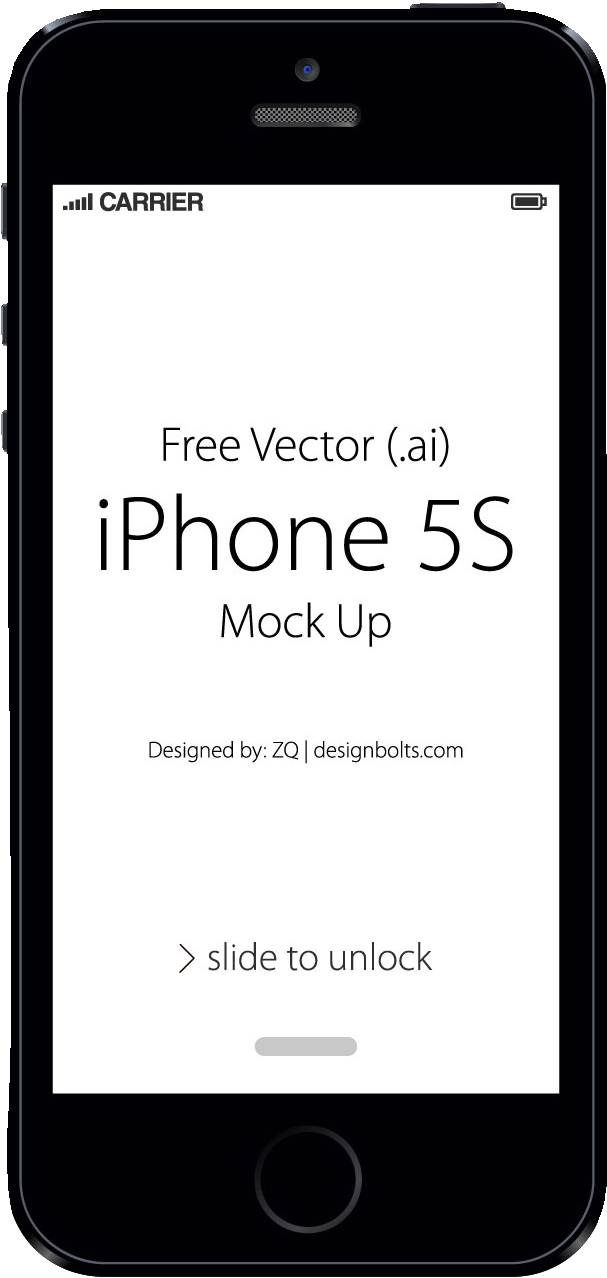 CARRIER
Free Vector (.ai)
iPhone 5S
Mock Up
Designed by: ZQ | designbolts.com
> slide to unlock